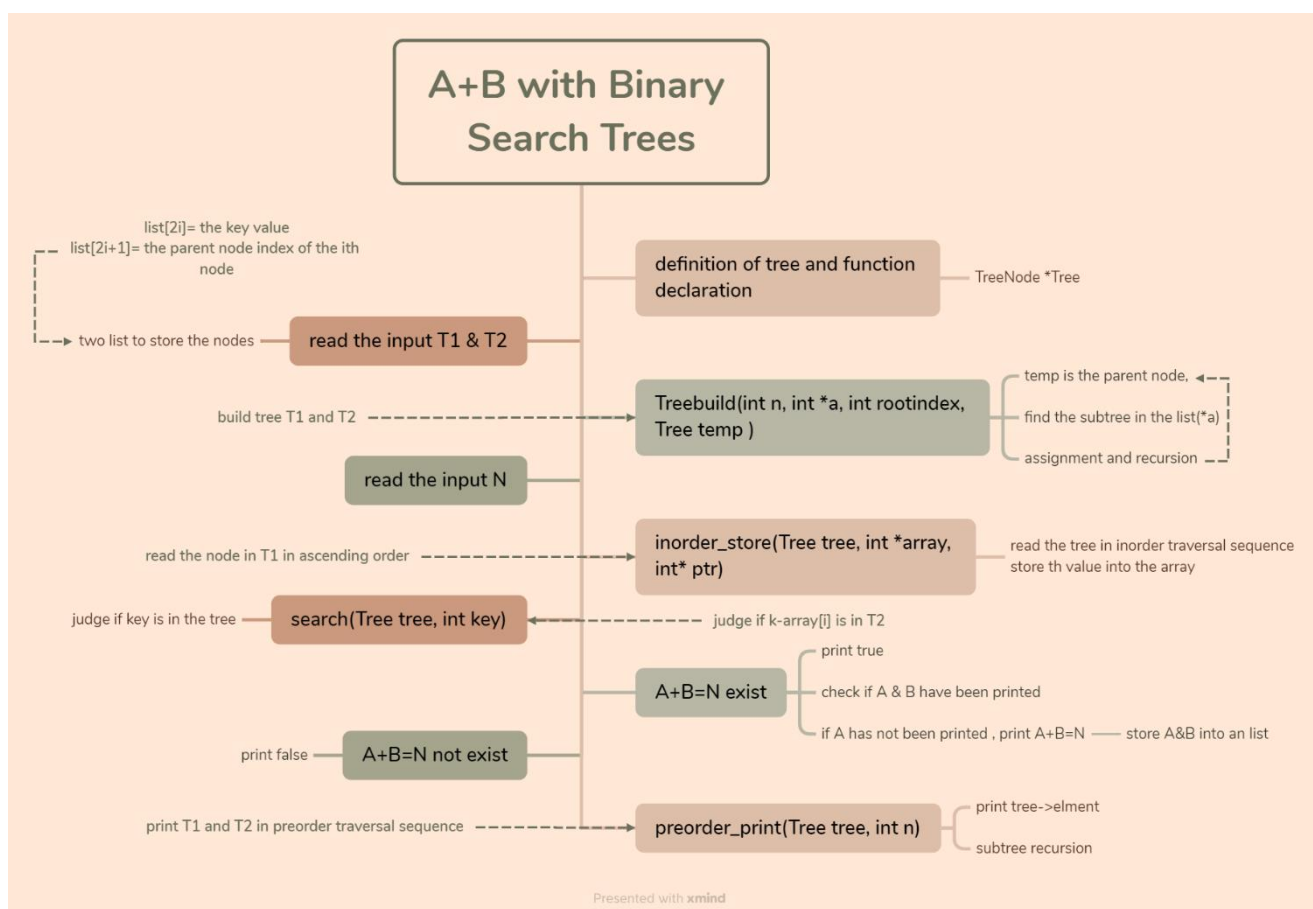 A+B with Binary
Search Trees
list[2i]= the key value
list[2i+1]= the parent node index of the ith
node
definition of tree and function
declaration
TreeNode *Tree
two list to store the nodes
read the input T1 & T2
build tree T1 and T2
Treebuild(int n, int *a, int rootindex,
Tree temp )
temp is the parent node,
find the subtree in the list(*a)
assignment and recursion
read the input N
read the node in T1 in ascending order
inorder_store(Tree tree, int *array,
int* ptr)
read the tree in inorder traversal sequence
store th value into the array
judge if key is in the tree
search(Tree tree, int key)
judge if k-array[i] is in T2
A+B=N exist
print true
check if A & B have been printed
if A has not been printed , print A+B=N
store A&B into an list
print false
A+B=N not exist
print T1 and T2 in preorder traversal sequence
preorder_print(Tree tree, int n)
print tree->elment
subtree recursion
Presented with xmind